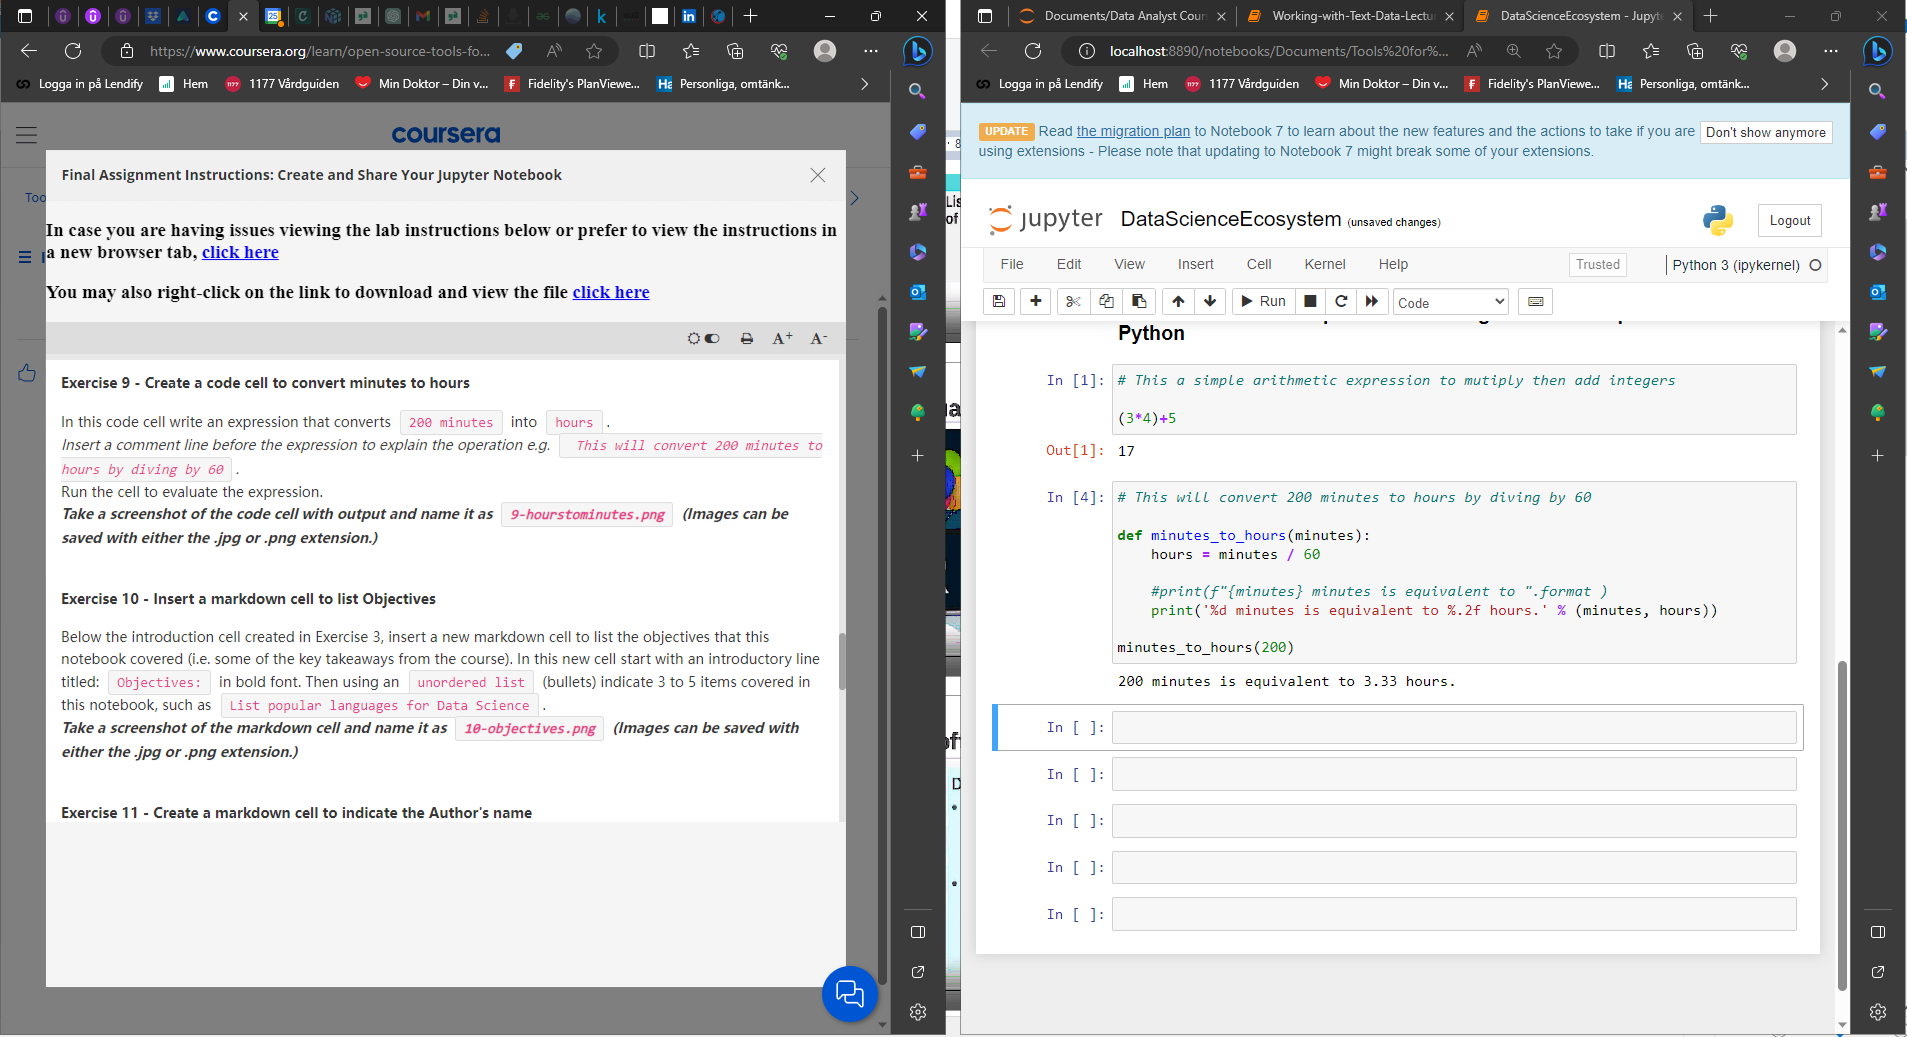 https://www.coursera.org/learn/open-source-tools-fo...
Logga in på Lendify
Hem
1177 Vårdguiden
Min Doktor – Din v...
Fidelity's PlanViewe...
Personliga, omtänk...
coursera
Final Assignment Instructions: Create and Share Your Jupyter Notebook
Too
In case you are having issues viewing the lab instructions below or prefer to view the instructions in
a new browser tab, click here
You may also right-click on the link to download and view the file click here
A+ A-
Exercise 9 - Create a code cell to convert minutes to hours
In this code cell write an expression that converts 200 minutes into hours .
Insert a comment line before the expression to explain the operation e.g. This will convert 200 minutes to
hours by diving by 60 .
Run the cell to evaluate the expression.
Take a screenshot of the code cell with output and name it as 9-hourstominutes.png (Images can be
saved with either the .jpg or .png extension.)
Exercise 10 - Insert a markdown cell to list Objectives
Below the introduction cell created in Exercise 3, insert a new markdown cell to list the objectives that this
notebook covered (i.e. some of the key takeaways from the course). In this new cell start with an introductory line
titled: Objectives: in bold font. Then using an unordered list (bullets) indicate 3 to 5 items covered in
this notebook, such as List popular languages for Data Science .
Take a screenshot of the markdown cell and name it as 10-objectives.png (Images can be saved with
either the .jpg or .png extension.)
Exercise 11 - Create a markdown cell to indicate the Author's name
Documents/Data Analyst Cour
Working-with-Text-Data-Lectu
DataScienceEcosystem - Jupyte
localhost:8890/notebooks/Documents/Tools%20for%...
Logga in på Lendify
Hem
1177 Vårdguiden
Min Doktor – Din v...
Fidelity's PlanViewe...
Personliga, omtänk...
UPDATE Read the migration plan to Notebook 7 to learn about the new features and the actions to take if you are
using extensions - Please note that updating to Notebook 7 might break some of your extensions.
Don't show anymore
jupyter DataScienceEcosystem (unsaved changes)
Logout
File Edit View Insert Cell Kernel Help
Trusted
Python 3 (ipykernel)
Run
Code
Python
In [1]: # This a simple arithmetic expression to mutiply then add integers
(3*4)+5
Out[1]: 17
In [4]: # This will convert 200 minutes to hours by diving by 60
def minutes_to_hours(minutes):
hours = minutes / 60
#print(f"{minutes} minutes is equivalent to ".format )
print('%d minutes is equivalent to %.2f hours.' % (minutes, hours))
minutes_to_hours(200)
200 minutes is equivalent to 3.33 hours.
In [ ]:
In [ ]:
In [ ]:
In [ ]:
In [ ]: